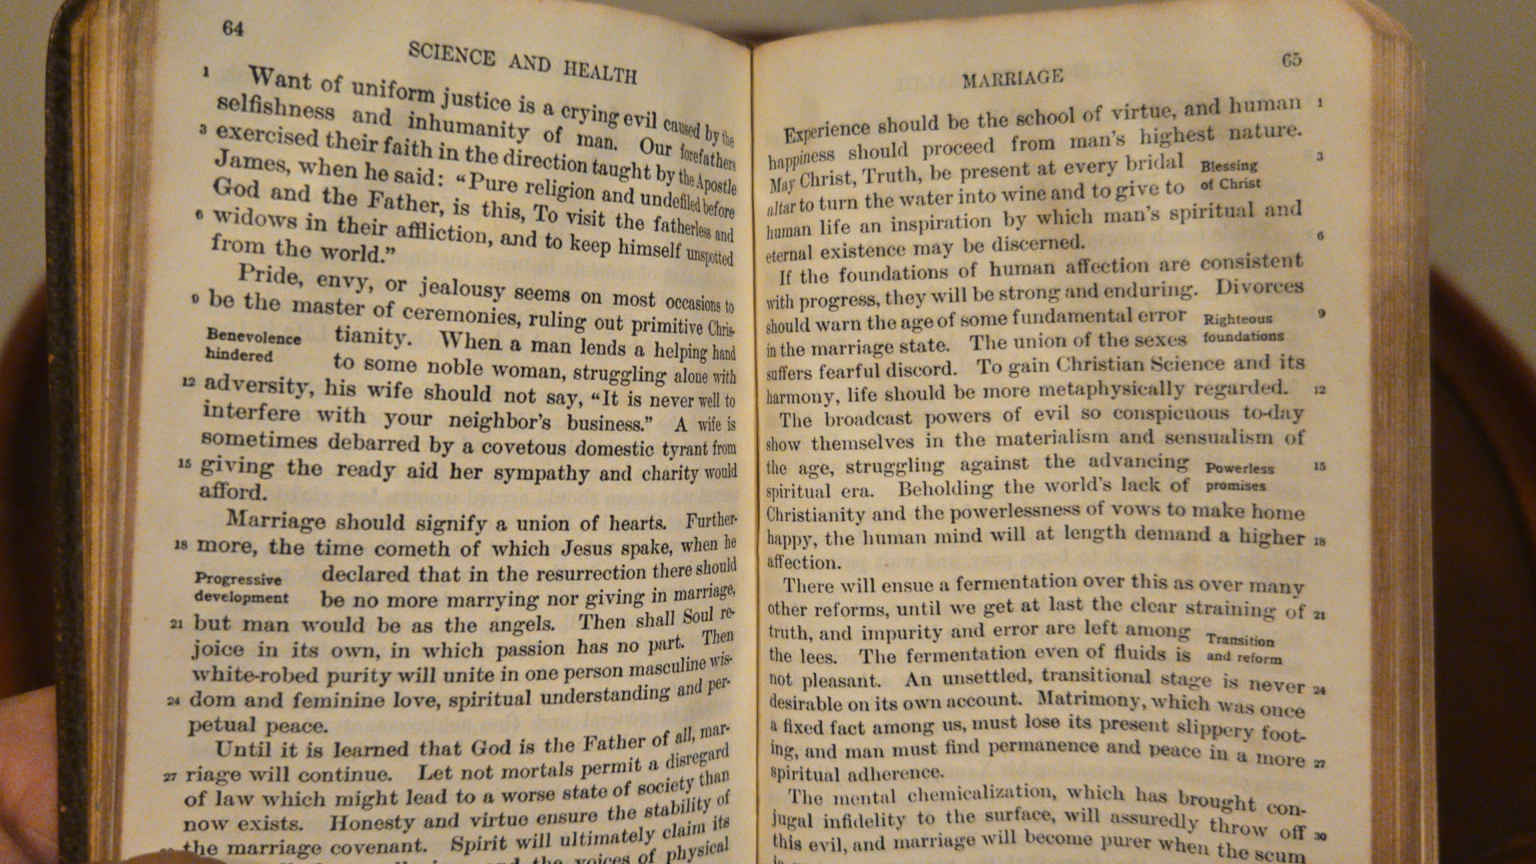 64
SCIENCE AND HEALTH
1 Want of uniform justice is a crying evil caused by the
selfishness and inhumanity of man. Our forefathers
3 exercised their faith in the direction taught by the Apostle
James, when he said: “Pure religion and undefiled before
God and the Father, is this, To visit the fatherless and
6 widows in their affliction, and to keep himself unspotted
from the world.”
Pride, envy, or jealousy seems on most occasions to
9 be the master of ceremonies, ruling out primitive Chris-
Benevolence
hindered
tianity. When a man lends a helping hand
to some noble woman, struggling alone with
12 adversity, his wife should not say, “It is never well to
interfere with your neighbor's business.” A wife is
sometimes debarred by a covetous domestic tyrant from
15 giving the ready aid her sympathy and charity would
afford.
Marriage should signify a union of hearts. Further-
18 more, the time cometh of which Jesus spake, when he
Progressive
development
declared that in the resurrection there should
be no more marrying nor giving in marriage,
21 but man would be as the angels. Then shall Soul re-
joice in its own, in which passion has no part. Then
white-robed purity will unite in one person masculine wis-
24 dom and feminine love, spiritual understanding and per-
petual peace.
Until it is learned that God is the Father of all, mar-
27 riage will continue. Let not mortals permit a disregard
of law which might lead to a worse state of society than
now exists. Honesty and virtue ensure the stability of
the marriage covenant. Spirit will ultimately claim its
and the voices of physical
65
MARRIAGE
Experience should be the school of virtue, and human 1
happiness should proceed from man's highest nature.
May Christ, Truth, be present at every bridal 3
altar to turn the water into wine and to give to
Blessing
of Christ
human life an inspiration by which man's spiritual and
eternal existence may be discerned. 6
If the foundations of human affection are consistent
with progress, they will be strong and enduring. Divorces
should warn the age of some fundamental error 9
in the marriage state. The union of the sexes
Righteous
foundations
suffers fearful discord. To gain Christian Science and its
harmony, life should be more metaphysically regarded. 12
The broadcast powers of evil so conspicuous to-day
show themselves in the materialism and sensualism of
the age, struggling against the advancing 15
spiritual era. Beholding the world's lack of
Powerless
promises
Christianity and the powerlessness of vows to make home
happy, the human mind will at length demand a higher 18
affection.
There will ensue a fermentation over this as over many
other reforms, until we get at last the clear straining of 21
truth, and impurity and error are left among
the lees. The fermentation even of fluids is
Transition
and reform
not pleasant. An unsettled, transitional stage is never 24
desirable on its own account. Matrimony, which was once
a fixed fact among us, must lose its present slippery foot-
ing, and man must find permanence and peace in a more 27
spiritual adherence.
The mental chemicalization, which has brought con-
jugal infidelity to the surface, will assuredly throw off 30
this evil, and marriage will become purer when the scum